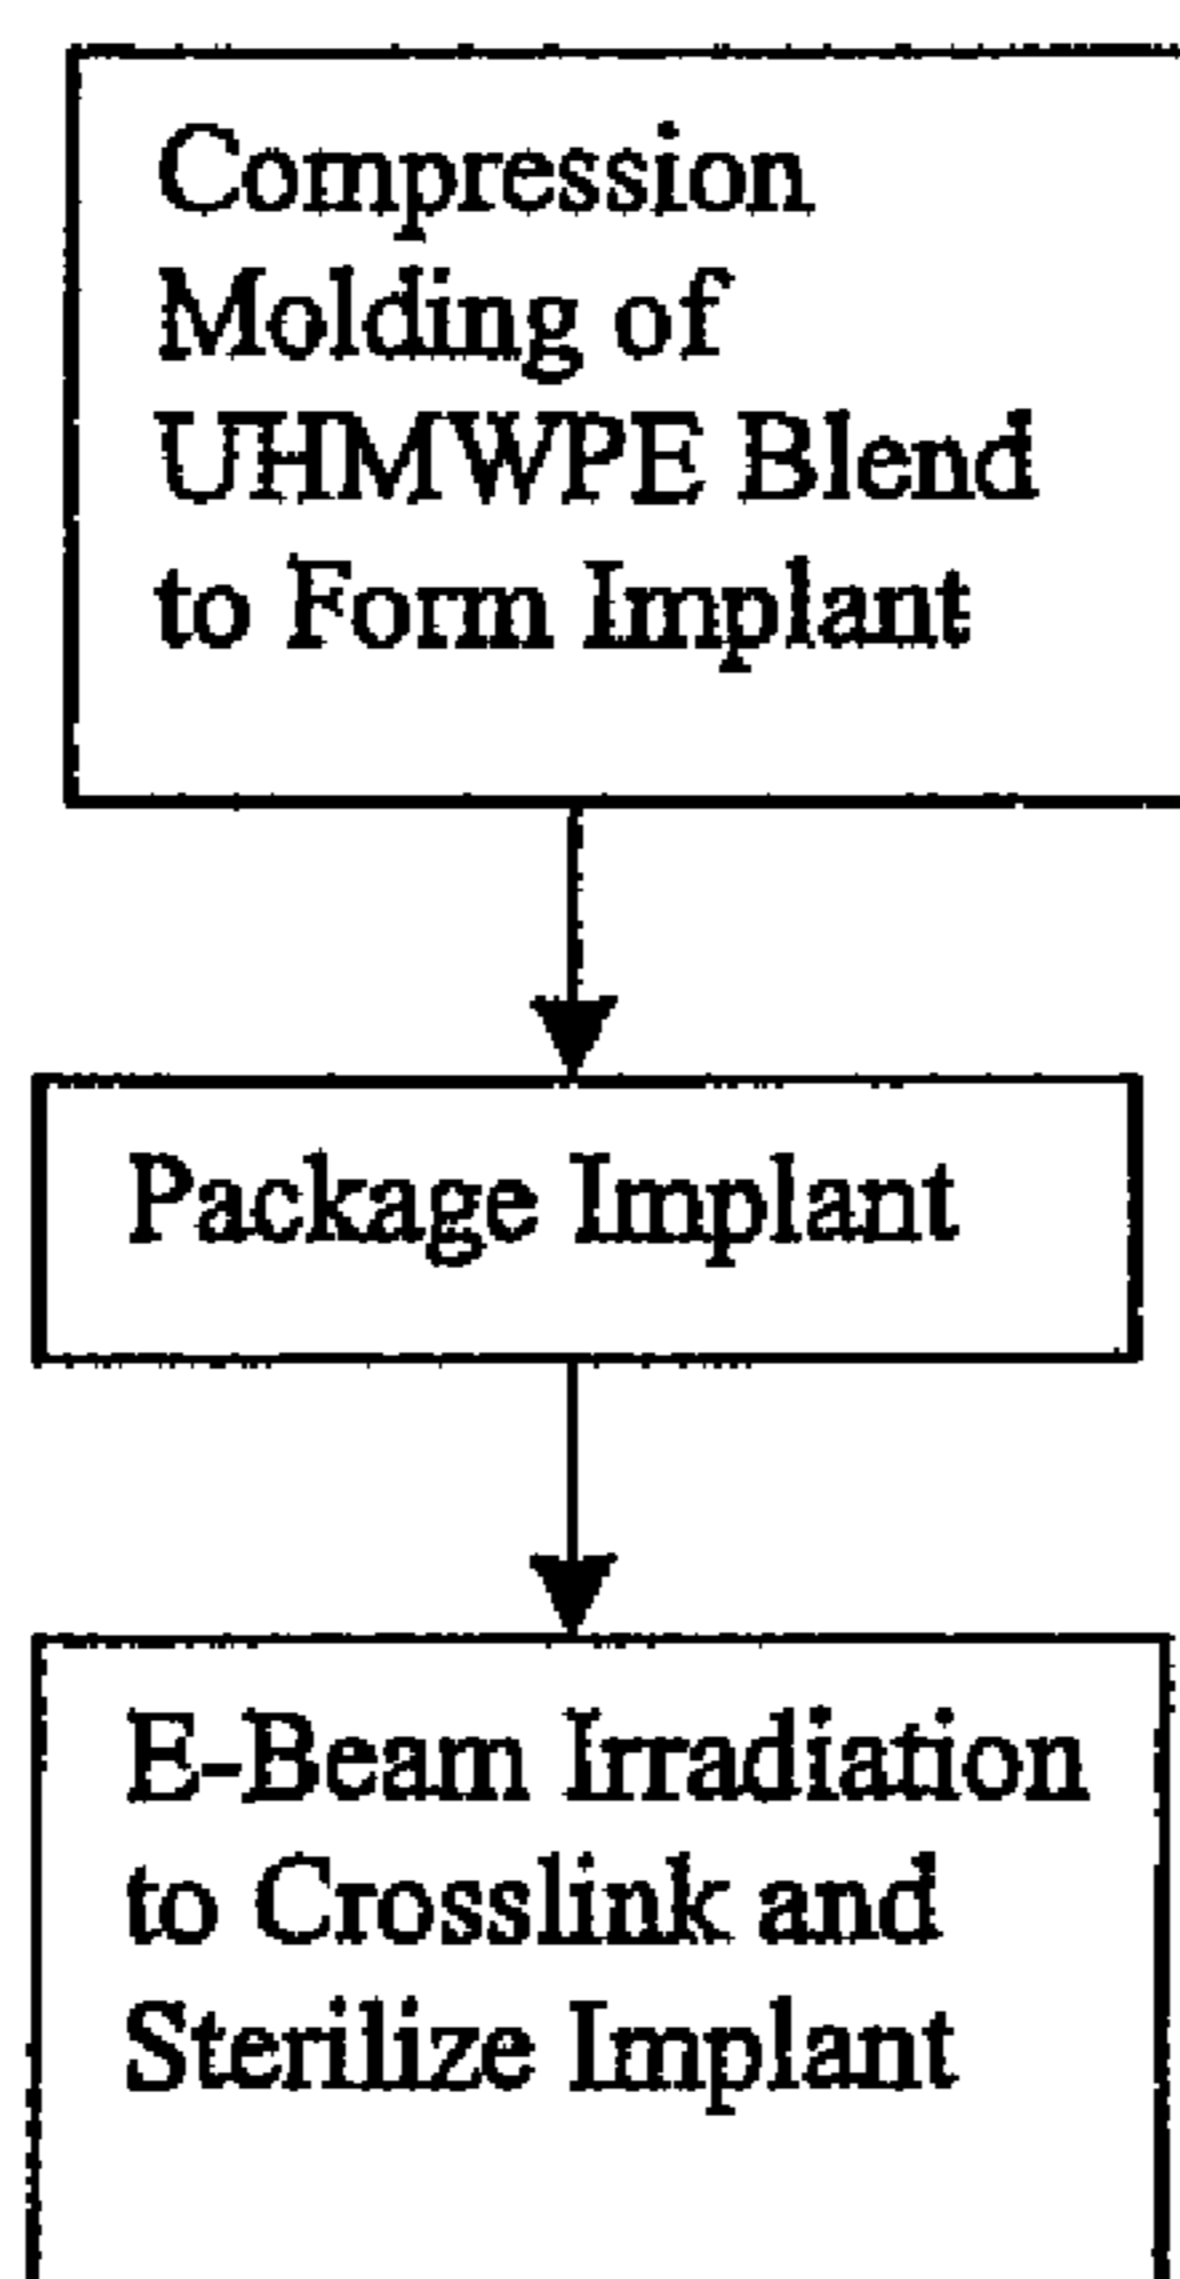 Compression
Molding of
UHMWPE Blend
to Form Implant
Package Implant
E-Beam Irradiation
to Crosslink and
Sterilize Implant